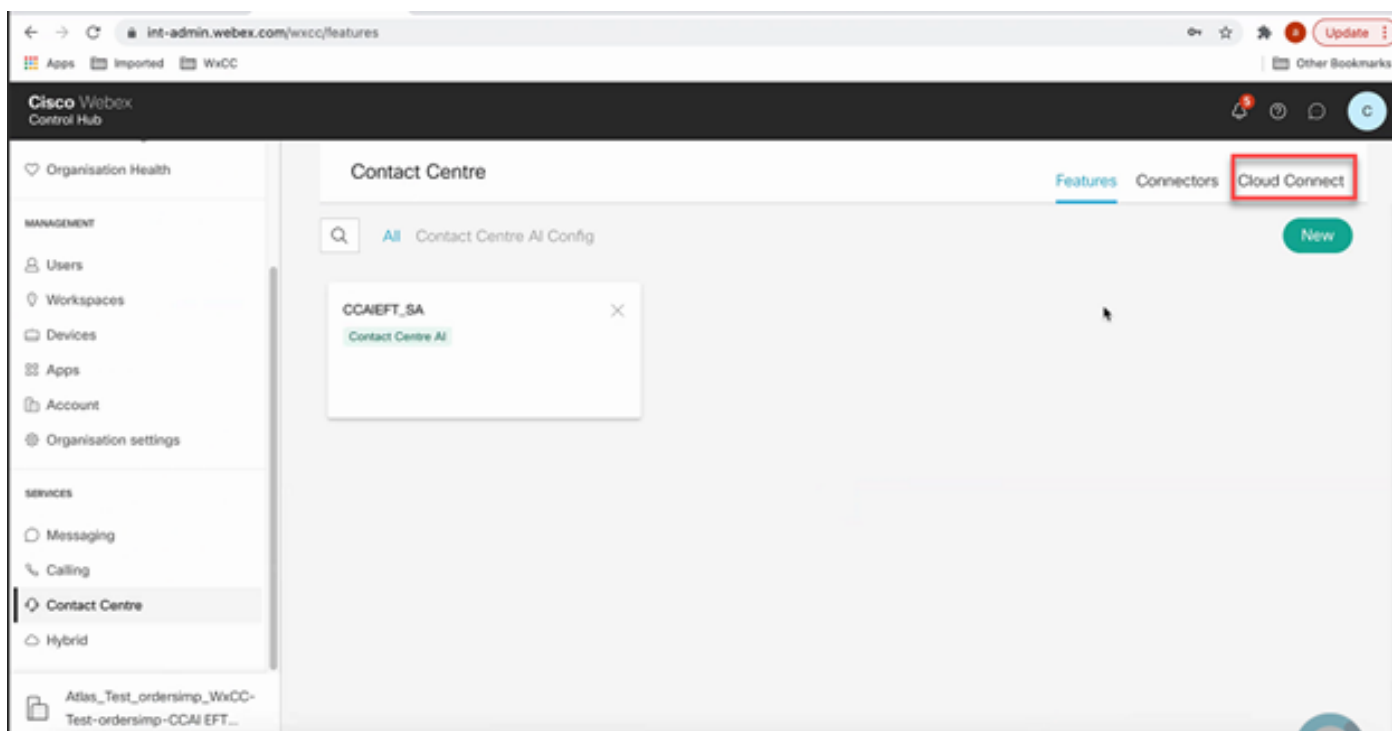 int-admin.webex.com/wxcc/features
Update
Apps Imported WxCC
Other Bookmarks
Cisco Webex
Control Hub
5
C
Organisation Health
Contact Centre
Features Connectors Cloud Connect
MANAGEMENT
All Contact Centre AI Config
New
Users
Workspaces
Devices
Apps
Account
Organisation settings
CCAIEFT_SA
Contact Centre AI
SERVICES
Messaging
Calling
Contact Centre
Hybrid
Atlas_Test_ordersimp_WxCC-
Test-ordersimp-CCAI EFT...